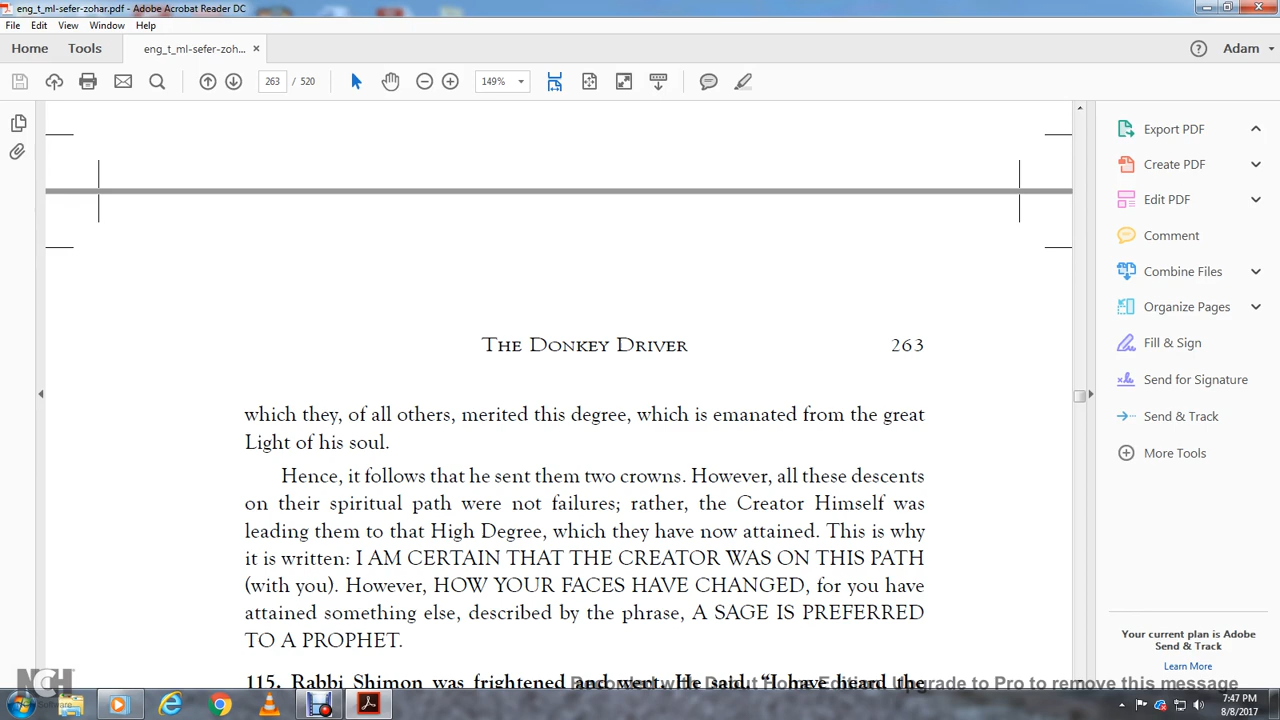 eng_t_ml-sefer-zohar.pdf - Adobe Acrobat Reader DC
File Edit View Window Help
Home Tools eng_t_ml-sefer-zoh... × Adam
263 / 520 149%
Export PDF
Create PDF
Edit PDF
Comment
Combine Files
Organize Pages
Fill & Sign
Send for Signature
Send & Track
More Tools
THE DONKEY DRIVER 263
which they, of all others, merited this degree, which is emanated from the great
Light of his soul.
Hence, it follows that he sent them two crowns. However, all these descents
on their spiritual path were not failures; rather, the Creator Himself was
leading them to that High Degree, which they have now attained. This is why
it is written: I AM CERTAIN THAT THE CREATOR WAS ON THIS PATH
(with you). However, HOW YOUR FACES HAVE CHANGED, for you have
attained something else, described by the phrase, A SAGE IS PREFERRED
TO A PROPHET.
115. Rabbi Shimon was frightened and went. He said, “I have heard the
Your current plan is Adobe
Send & Track
Learn More
NCH
Software
to Pro to remove this message
7:47 PM
8/8/2017